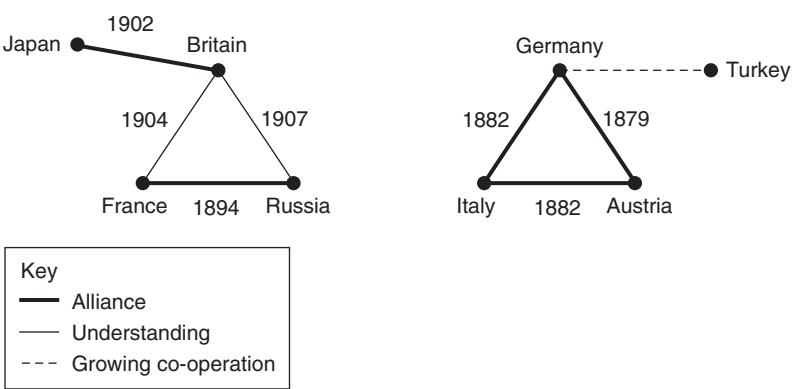 1902
Japan
Britain
1904
1907
France
1894
Russia
Germany
Turkey
1882
1879
Italy
1882
Austria
Key
Alliance
Understanding
Growing co-operation